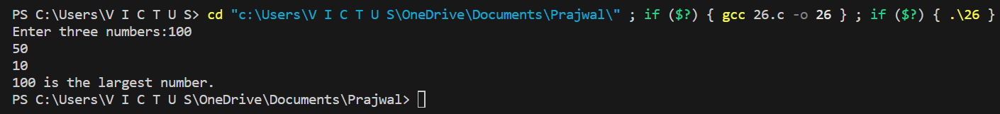 PS C:\Users\V I C T U S> cd "c:\Users\V I C T U S\OneDrive\Documents\Prajwal\" ; if ($?) { gcc 26.c -o 26 } ; if ($?) { .\26 }
Enter three numbers:100
50
10
100 is the largest number.
PS C:\Users\V I C T U S\OneDrive\Documents\Prajwal>